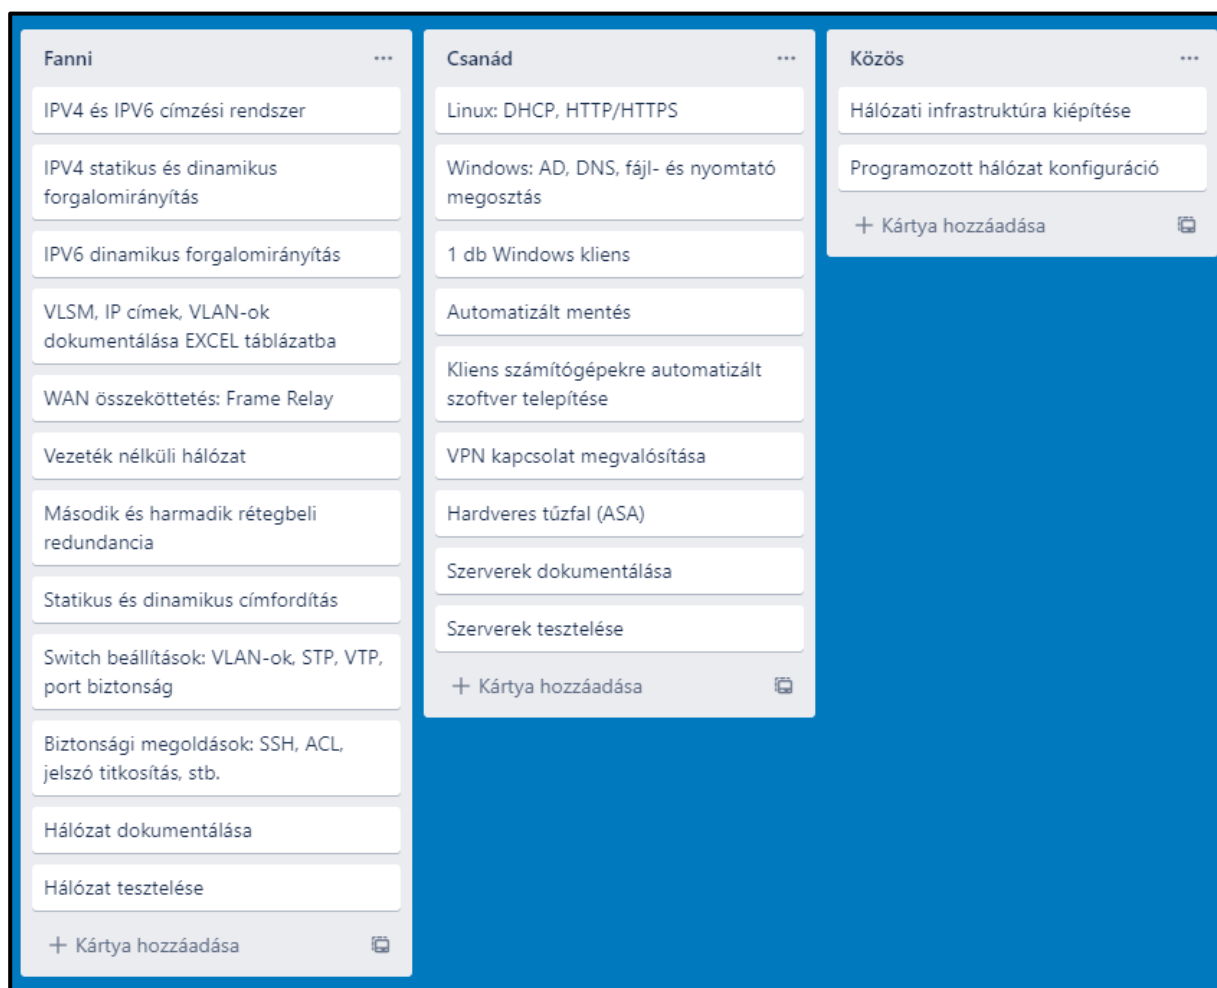 Fanni
IPV4 és IPV6 címzési rendszer
IPV4 statikus és dinamikus
forgalomirányítás
IPV6 dinamikus forgalomirányítás
VLSM, IP címek, VLAN-ok
dokumentálása EXCEL táblázatba
WAN összeköttetés: Frame Relay
Vezeték nélküli hálózat
Második és harmadik rétegbeli
redundancia
Statikus és dinamikus címfordítás
Switch beállítások: VLAN-ok, STP, VTP,
port biztonság
Biztonsági megoldások: SSH, ACL,
jelszó titkosítás, stb.
Hálózat dokumentálása
Hálózat tesztelése
+ Kártya hozzáadása
Csanád
Linux: DHCP, HTTP/HTTPS
Windows: AD, DNS, fájl- és nyomtató
megosztás
1 db Windows kliens
Automatizált mentés
Kliens számítógépekre automatizált
szoftver telepítése
VPN kapcsolat megvalósítása
Hardveres tűzfal (ASA)
Szerverek dokumentálása
Szerverek tesztelése
+ Kártya hozzáadása
Közös
Hálózati infrastruktúra kiépítése
Programozott hálózat konfiguráció
+ Kártya hozzáadása